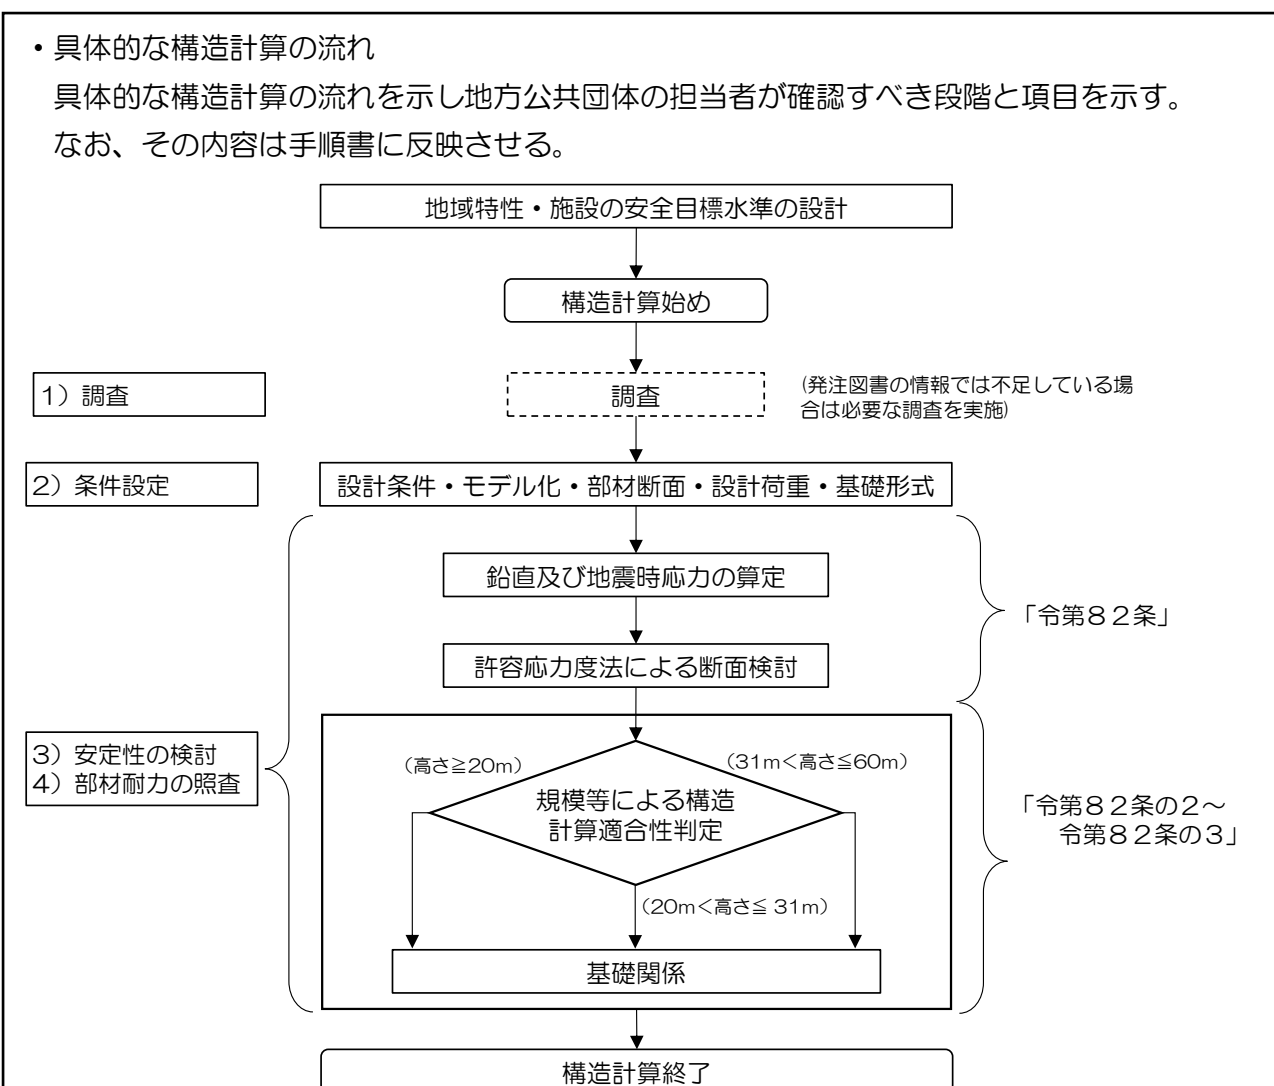 ・具体的な構造計算の流れ
具体的な構造計算の流れを示し地方公共団体の担当者が確認すべき段階と項目を示す。
なお、その内容は手順書に反映させる。
地域特性・施設の安全目標水準の設計
構造計算始め
1）調査
調査
(発注図書の情報では不足している場
合は必要な調査を実施)
2）条件設定
設計条件・モデル化・部材断面・設計荷重・基礎形式
鉛直及び地震時応力の算定
「令第８２条」
許容応力度法による断面検討
3）安定性の検討
4）部材耐力の照査
（高さ≧20m）
（31m＜高さ≦60m）
規模等による構造
計算適合性判定
「令第８２条の２～
令第８２条の３」
（20m＜高さ≦ 31m）
基礎関係
構造計算終了